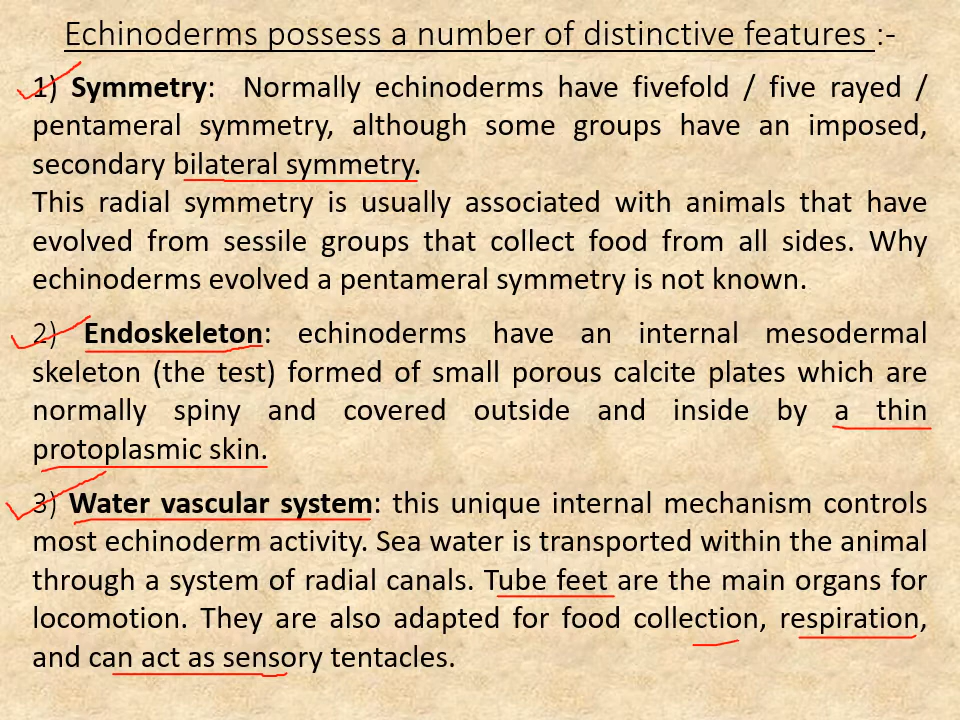 Echinoderms possess a number of distinctive features :-
1) Symmetry: Normally echinoderms have fivefold / five rayed /
pentameral symmetry, although some groups have an imposed,
secondary bilateral symmetry.
This radial symmetry is usually associated with animals that have
evolved from sessile groups that collect food from all sides. Why
echinoderms evolved a pentameral symmetry is not known.
2) Endoskeleton: echinoderms have an internal mesodermal
skeleton (the test) formed of small porous calcite plates which are
normally spiny and covered outside and inside by a thin
protoplasmic skin.
3) Water vascular system: this unique internal mechanism controls
most echinoderm activity. Sea water is transported within the animal
through a system of radial canals. Tube feet are the main organs for
locomotion. They are also adapted for food collection, respiration,
and can act as sensory tentacles.